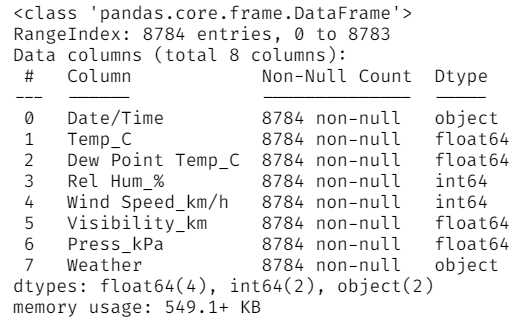 <class 'pandas.core.frame.DataFrame'>
RangeIndex: 8784 entries, 0 to 8783
Data columns (total 8 columns):
 #   Column            Non-Null Count  Dtype
---  ------            --------------  -----
 0   Date/Time         8784 non-null   object
 1   Temp_C            8784 non-null   float64
 2   Dew Point Temp_C  8784 non-null   float64
 3   Rel Hum_%         8784 non-null   int64
 4   Wind Speed_km/h   8784 non-null   int64
 5   Visibility_km     8784 non-null   float64
 6   Press_kPa         8784 non-null   float64
 7   Weather           8784 non-null   object
dtypes: float64(4), int64(2), object(2)
memory usage: 549.1+ KB